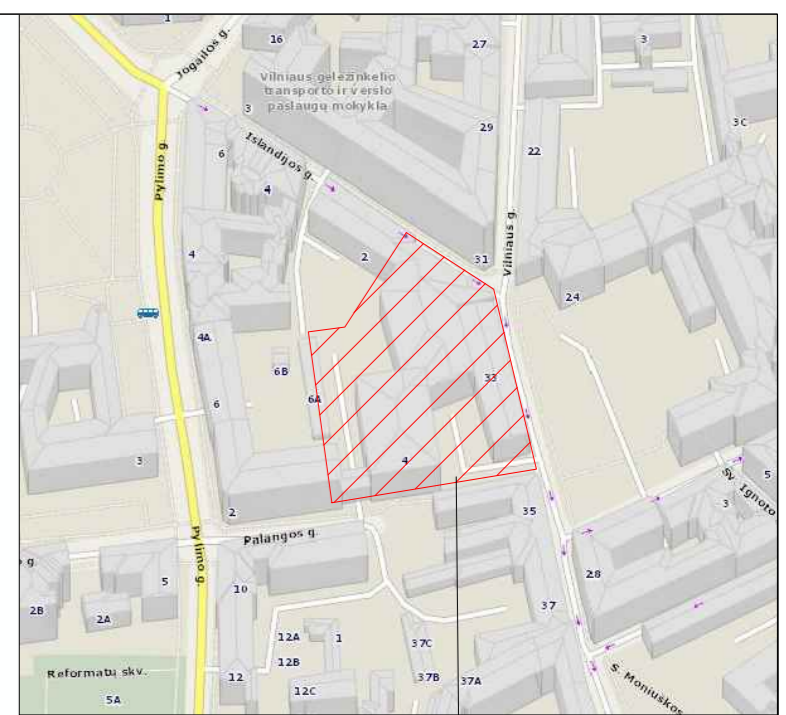 1
16
Jogailos g.
27
3
Vilniaus geležinkelio
transporto ir verslo
paslaugų mokykla
3
3C
29
6
Islandijos g.
22
Pylimo g.
4
2
31
Vilniaus g.
4
24
4A
6B
33
6A
6
4
3
Šv. Ignoto
5
3
2
35
Palangos g.
Pylimo g.
o g.
5
10
28
2B
2A
37
12A
1
37C
12B
Reformatų skv.
12
37B
37A
12C
5A
S. Moniuškos